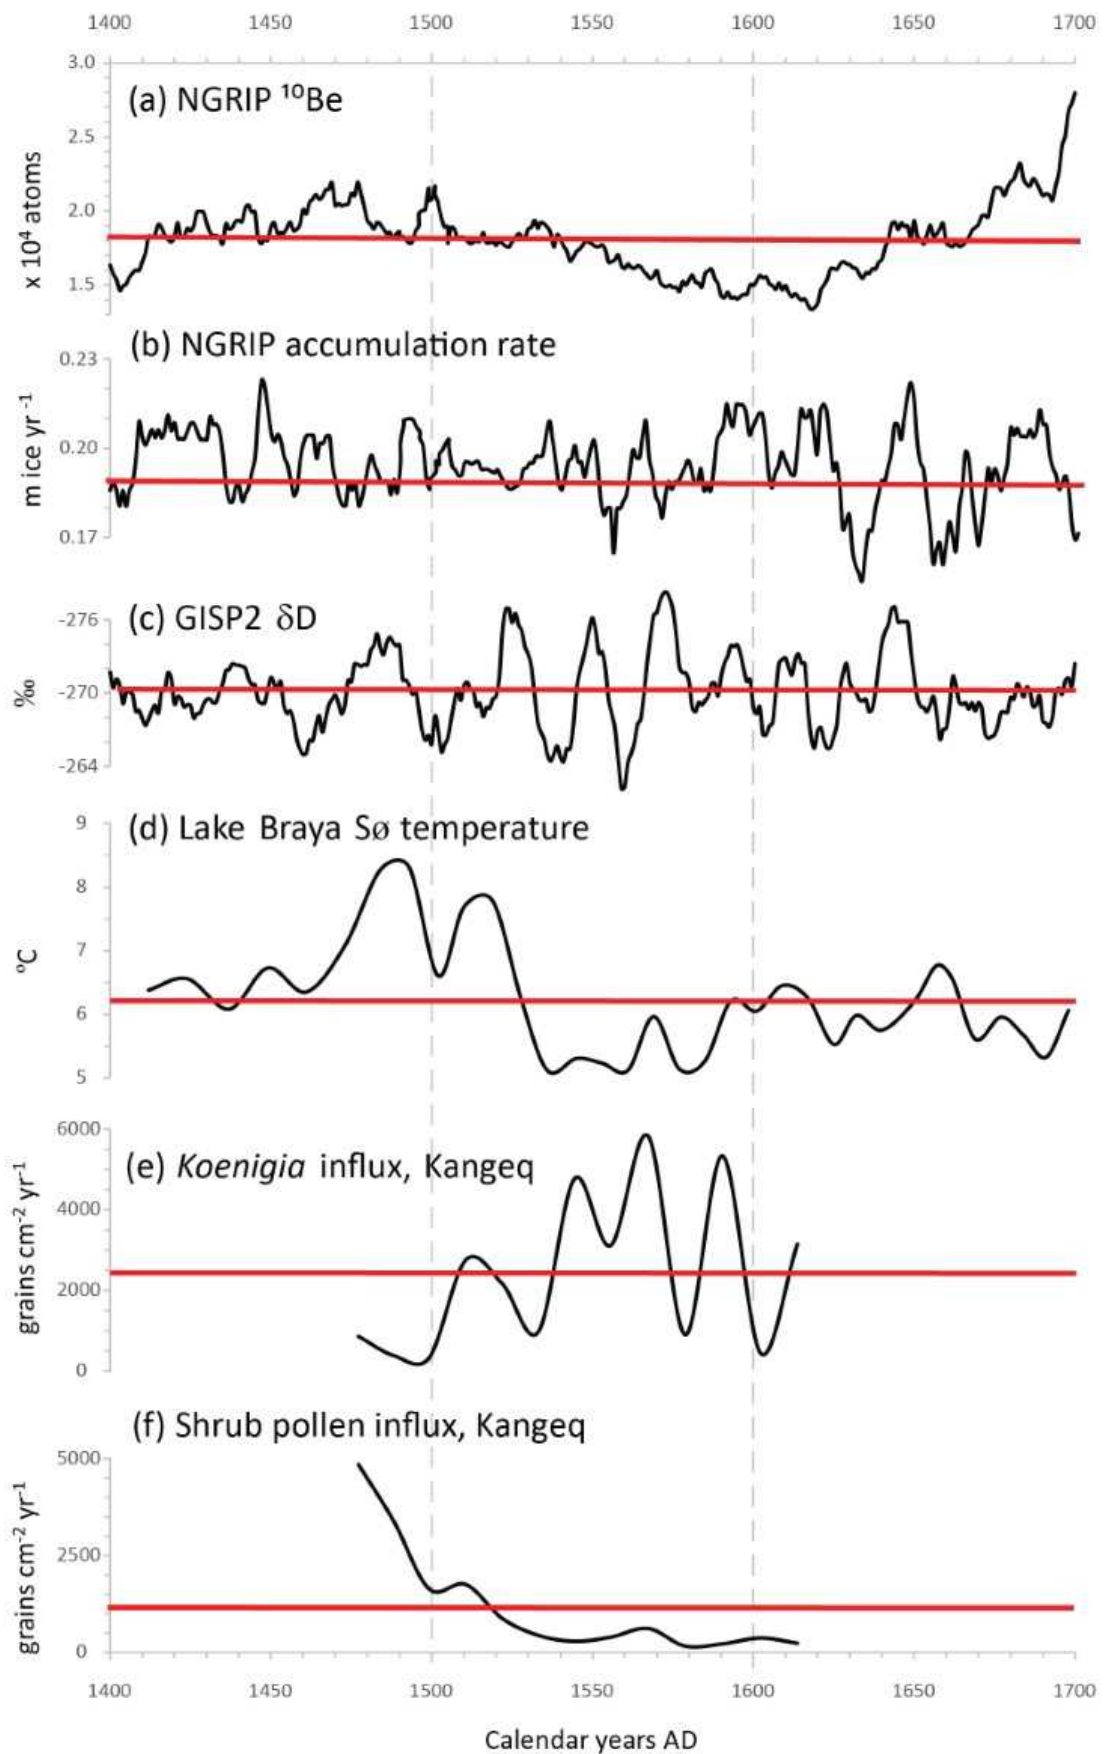 1400 1450 1500 1550 1600 1650 1700
(a) NGRIP ¹⁰Be
3.0
2.5
2.0
1.5
x 10⁴ atoms
(b) NGRIP accumulation rate
0.23
0.20
0.17
m ice yr ⁻¹
(c) GISP2 δD
-276
-270
-264
‰
(d) Lake Braya Sø temperature
9
8
7
6
5
ºC
(e) Koenigia influx, Kangeq
6000
4000
2000
0
grains cm⁻² yr⁻¹
(f) Shrub pollen influx, Kangeq
5000
2500
0
grains cm⁻² yr⁻¹
1400 1450 1500 1550 1600 1650 1700
Calendar years AD